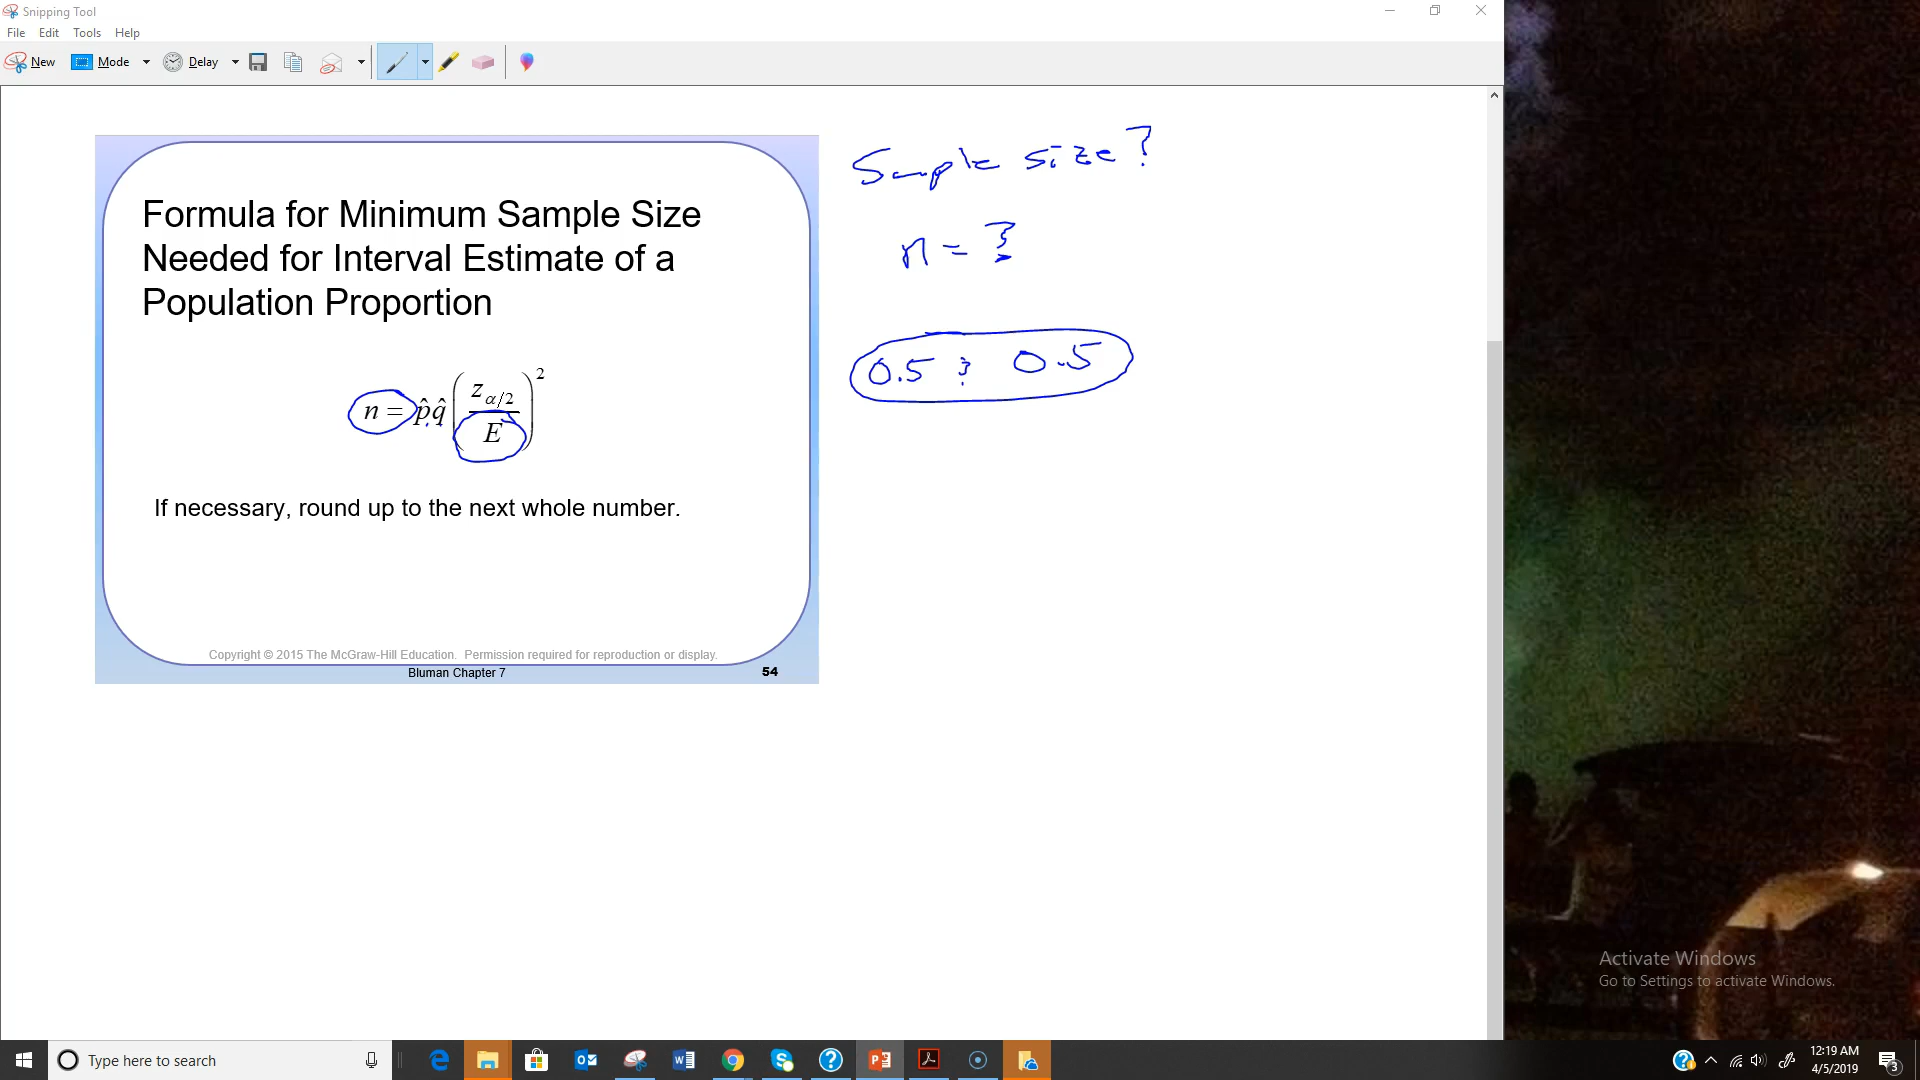 Snipping Tool
File Edit Tools Help
New Mode Delay
Formula for Minimum Sample Size
Needed for Interval Estimate of a
Population Proportion
n = p̂q̂(zα/2/E)²
If necessary, round up to the next whole number.
Copyright © 2015 The McGraw-Hill Education. Permission required for reproduction or display.
Bluman Chapter 7
54
Sample size?
n = ?
0.5 & 0.5
Activate Windows
Go to Settings to activate Windows.
Type here to search
12:19 AM
4/5/2019
3